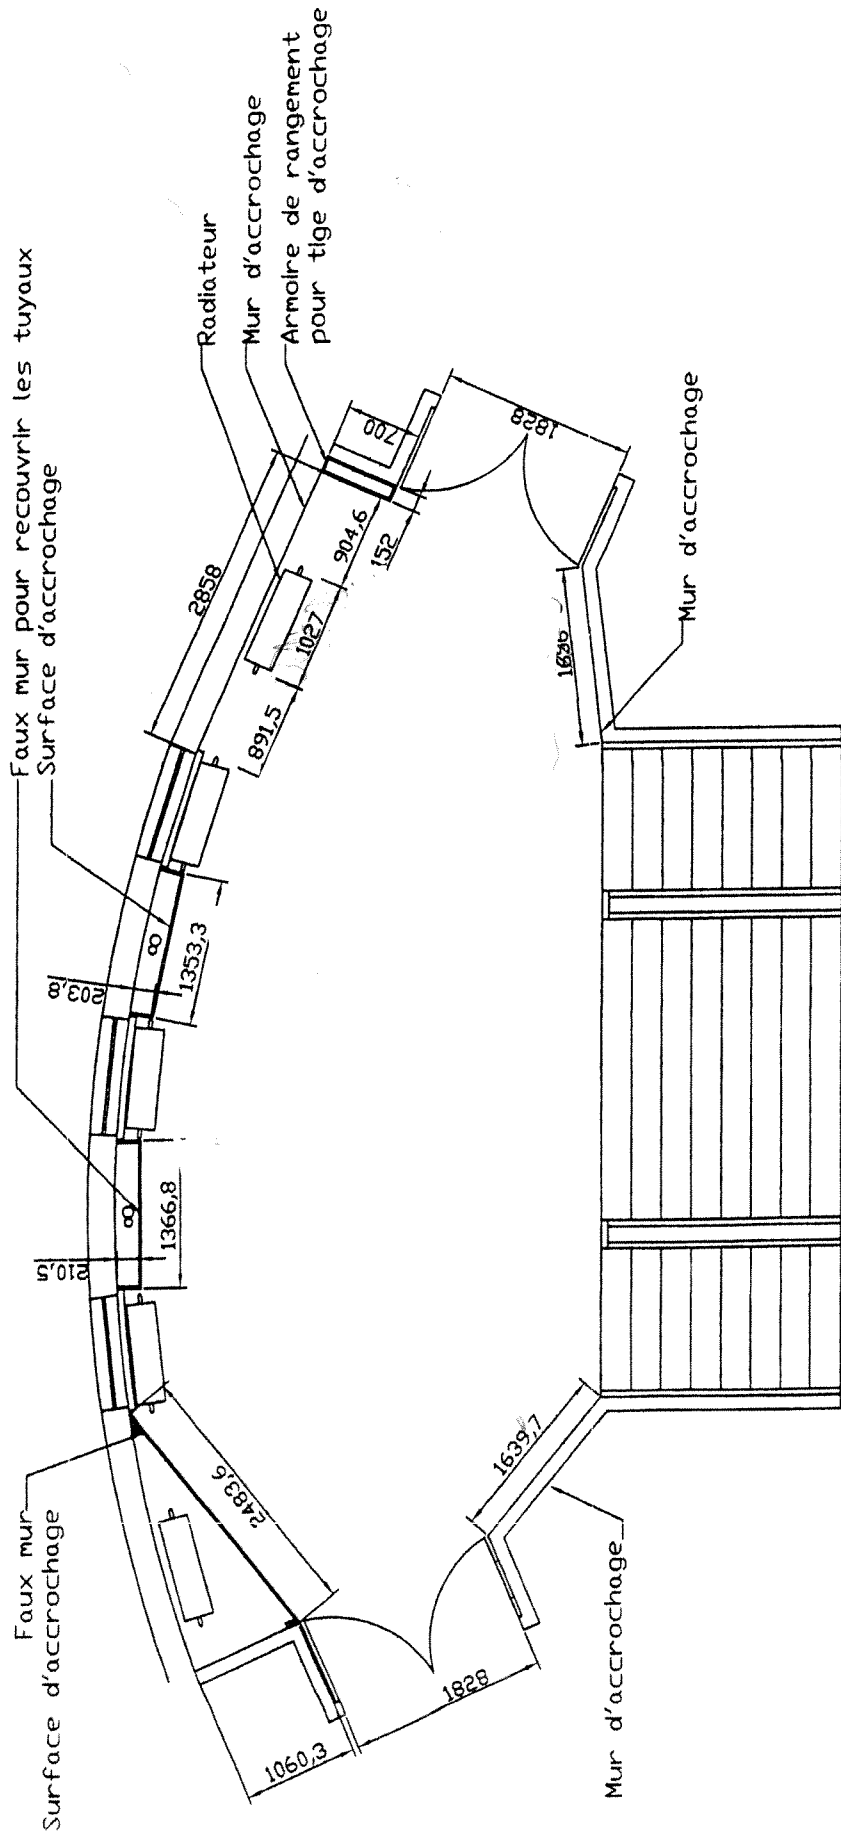 Faux mur pour recouvrir les tuyaux
Surface d'accrochage
Radiateur
Mur d'accrochage
Armoire de rangement
pour tige d'accrochage
Faux mur
Surface d'accrochage
Mur d'accrochage
Mur d'accrochage
2858
700
904,6
152
1027
891,5
1828
1353,3
203,8
1366,8
210,5
2483,6
1639,7
1828
1060,3